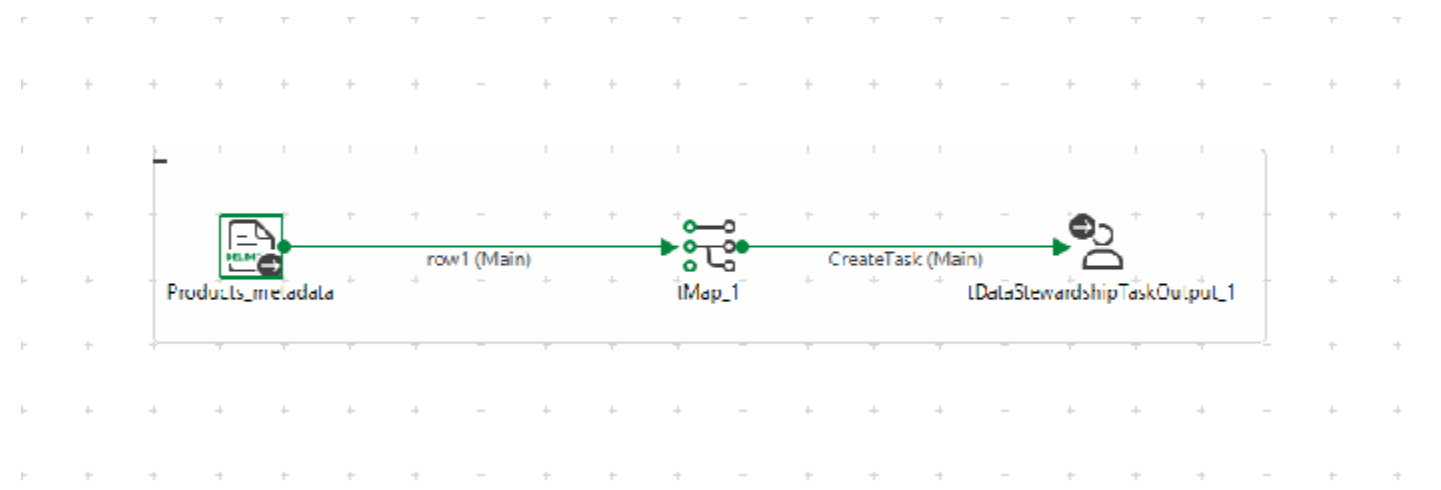 row1 (Main)
CreateTask (Main)
Products_metadata
tMap_1
tDataStewardshipTaskOutput_1